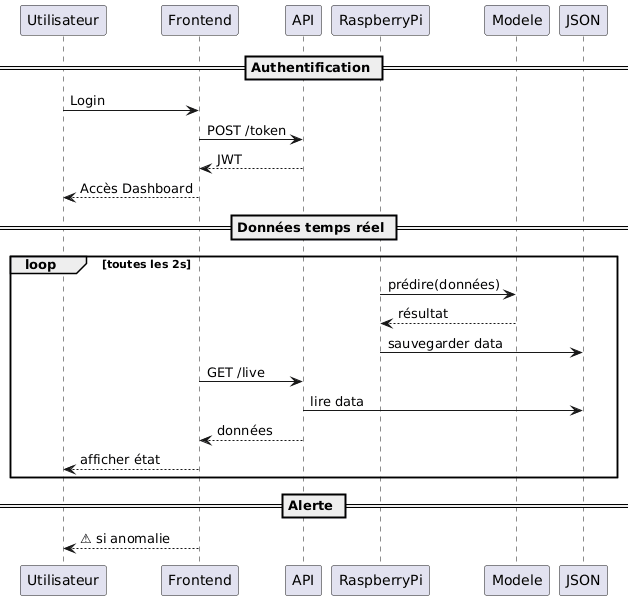 Utilisateur Frontend API RaspberryPi Modele JSON
Authentification
Login
POST /token
JWT
Accès Dashboard
Données temps réel
loop [toutes les 2s]
prédire(données)
résultat
sauvegarder data
GET /live
lire data
données
afficher état
Alerte
⚠ si anomalie
Utilisateur Frontend API RaspberryPi Modele JSON